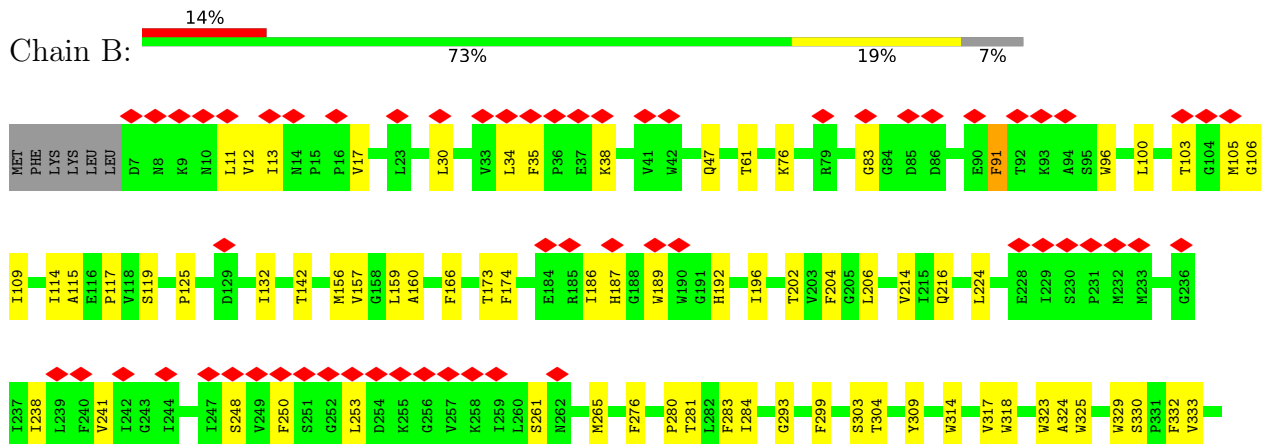 14%
Chain B:
73% 19% 7%
MET PHE LYS LYS LEU LEU D7 N8 K9 N10 L11 V12 I13 N14 P15 P16 V17 L23 L30 V33 L34 F35 P36 E37 K38 V41 W42 Q47 T61 K76 R79 G83 G84 D85 D86 E90 F91 T92 K93 A94 S95 W96 L100 T103 G104 M105 G106
I109 I114 A115 E116 P117 V118 S119 P125 D129 I132 T142 M156 V157 G158 L159 A160 F166 T173 F174 E184 R185 I186 H187 G188 W189 W190 G191 H192 I196 T202 V203 F204 G205 L206 V214 I215 Q216 L224 E228 I229 S230 P231 M232 M233 G236
I237 I238 L239 F240 V241 I242 G243 I244 I247 S248 V249 F250 S251 M252 L253 D254 K255 G256 V257 K258 I259 L260 S261 N262 M265 F276 P280 T281 L282 F283 I284 G293 F299 S303 T304 Y309 W314 V317 W318 W323 A324 W325 W329 S330 P331 F332 V333